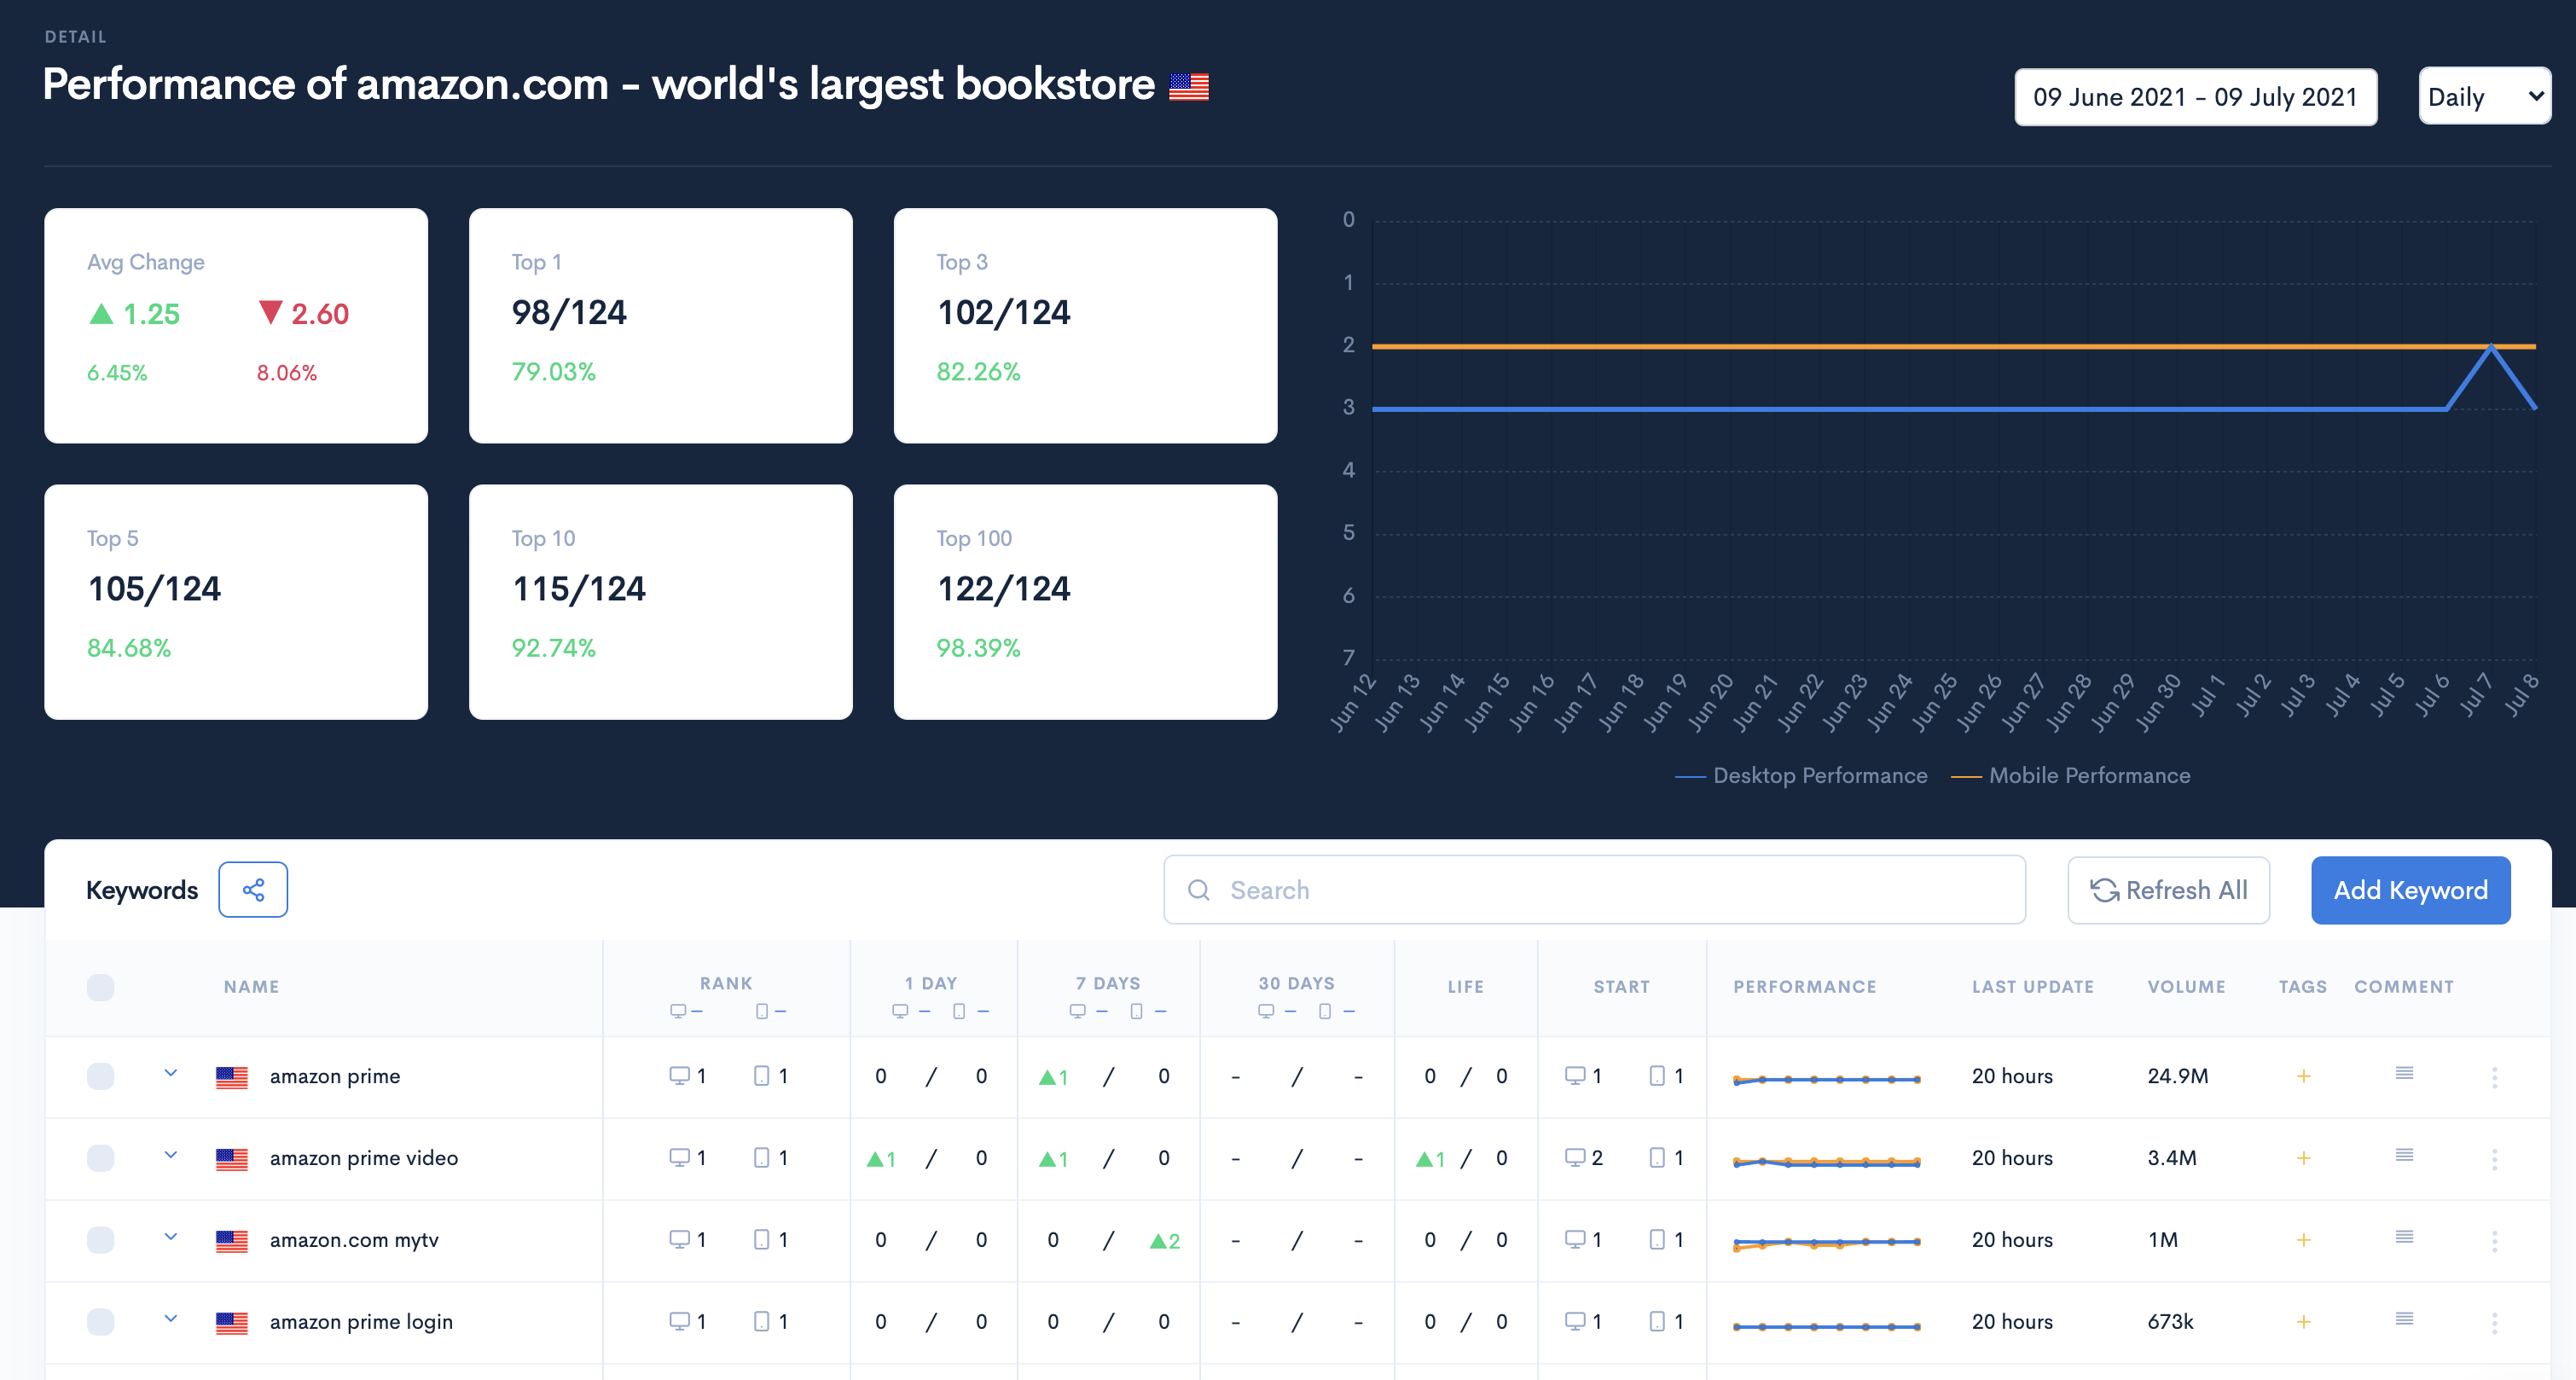 DETAIL
Performance of amazon.com - world's largest bookstore
09 June 2021 - 09 July 2021
Daily
Avg Change
1.25 2.60
6.45% 8.06%
Top 1
98/124
79.03%
Top 3
102/124
82.26%
Top 5
105/124
84.68%
Top 10
115/124
92.74%
Top 100
122/124
98.39%
0
1
2
3
4
5
6
7
Jun 12 Jun 13 Jun 14 Jun 15 Jun 16 Jun 17 Jun 18 Jun 19 Jun 20 Jun 21 Jun 22 Jun 23 Jun 24 Jun 25 Jun 26 Jun 27 Jun 28 Jun 29 Jun 30 Jul 1 Jul 2 Jul 3 Jul 4 Jul 5 Jul 6 Jul 7 Jul 8
Desktop Performance Mobile Performance
Keywords
Search
Refresh All
Add Keyword
NAME RANK 1 DAY 7 DAYS 30 DAYS LIFE START PERFORMANCE LAST UPDATE VOLUME TAGS COMMENT
– – – – – – – –
amazon prime 1 1 0 / 0 ▲1 / 0 - / - 0 / 0 1 1 20 hours 24.9M +
amazon prime video 1 1 ▲1 / 0 ▲1 / 0 - / - ▲1 / 0 2 1 20 hours 3.4M +
amazon.com mytv 1 1 0 / 0 0 / ▲2 - / - 0 / 0 1 1 20 hours 1M +
amazon prime login 1 1 0 / 0 0 / 0 - / - 0 / 0 1 1 20 hours 673k +